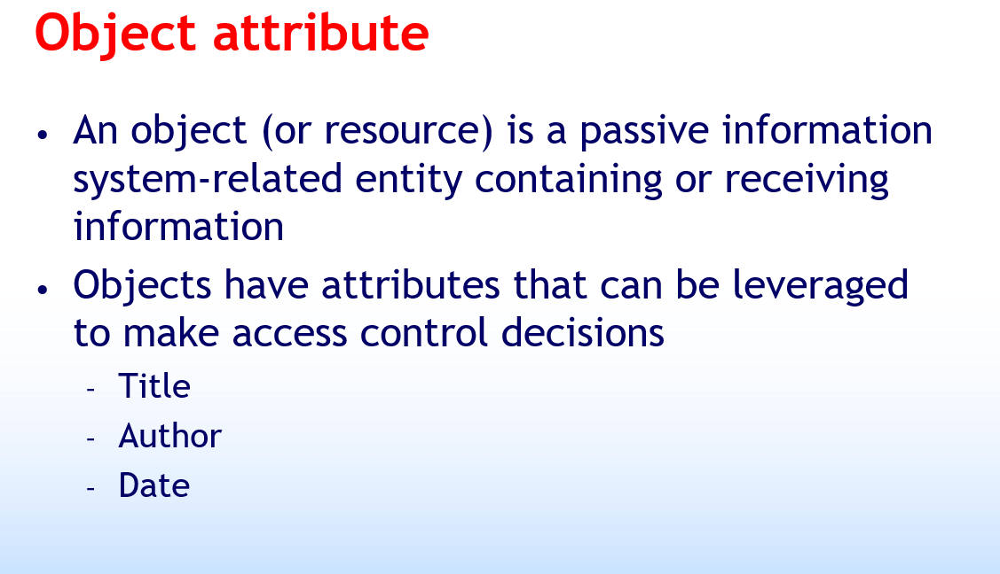 Object attribute
• An object (or resource) is a passive information
system-related entity containing or receiving
information
• Objects have attributes that can be leveraged
to make access control decisions
- Title
- Author
- Date